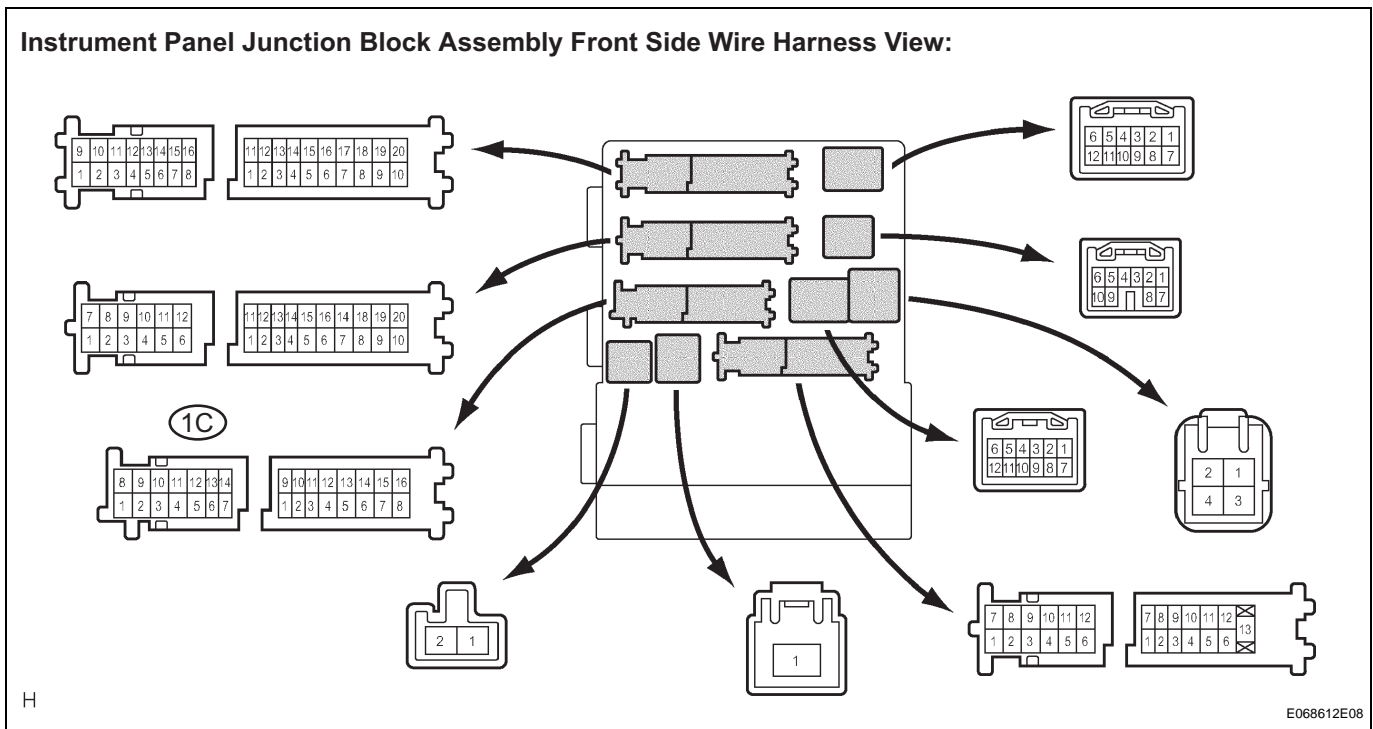 Instrument Panel Junction Block Assembly Front Side Wire Harness View:
9 10 11 12 13 14 15 16
1 2 3 4 5 6 7 8
11 12 13 14 15 16 17 18 19 20
1 2 3 4 5 6 7 8 9 10
6 5 4 3 2 1
12 11 10 9 8 7
7 8 9 10 11 12
1 2 3 4 5 6
11 12 13 14 15 16 14 18 19 20
1 2 3 4 5 6 7 8 9 10
6 5 4 3 2 1
10 9 8 7
1C
8 9 10 11 12 13 14
1 2 3 4 5 6 7
9 10 11 12 13 14 15 16
1 2 3 4 5 6 7 8
6 5 4 3 2 1
12 11 10 9 8 7
2 1
4 3
2 1
1
7 8 9 10 11 12
1 2 3 4 5 6
7 8 9 10 11 12
13
1 2 3 4 5 6
H
E068612E08